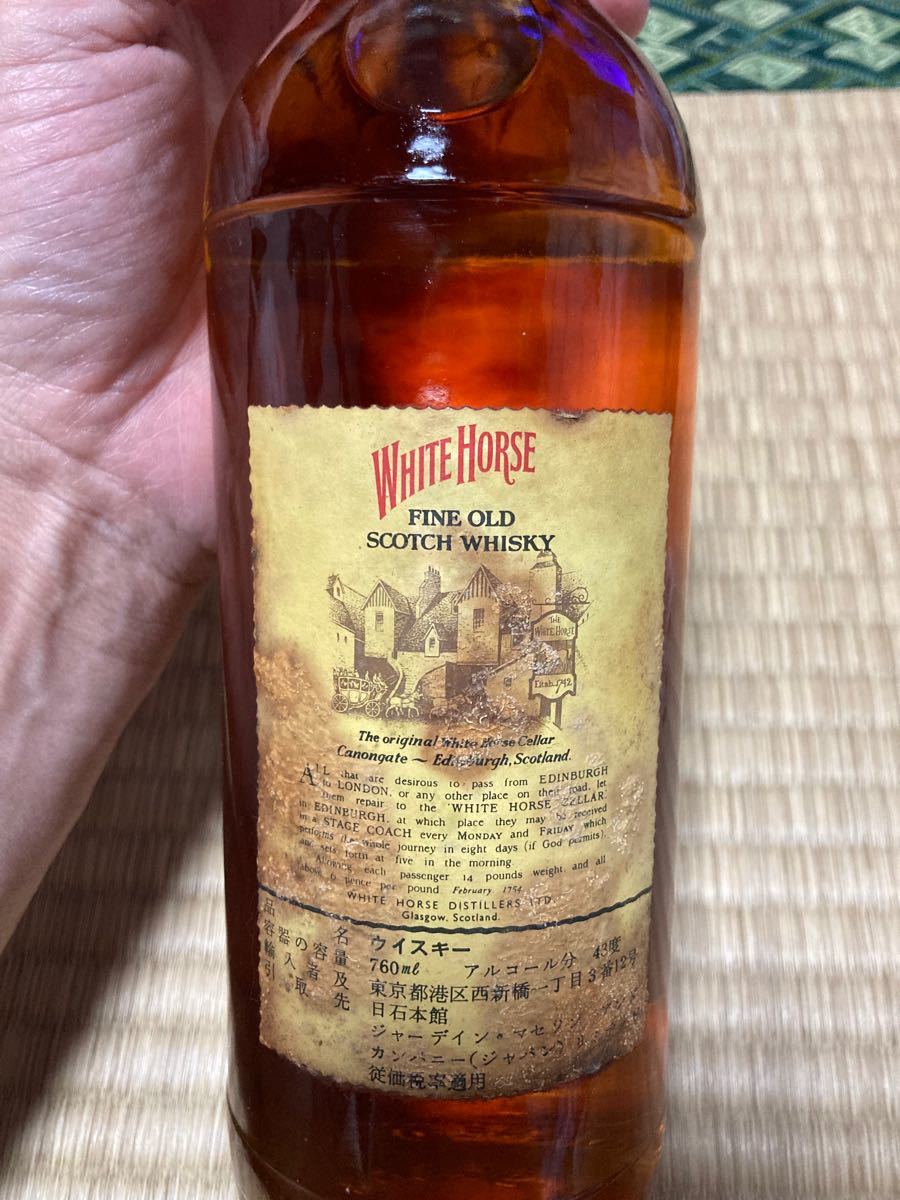 WHITE HORSE
FINE OLD
SCOTCH WHISKY
THE
WHITE HORSE
Estab. 1742
The original White Horse Cellar
Canongate ~ Edinburgh, Scotland.
ALL that are desirous to pass from EDINBURGH
to LONDON, or any other place on their road, let
them repair to the WHITE HORSE CELLAR,
in EDINBURGH, at which place they may be received
in a STAGE COACH every MONDAY and FRIDAY which
performs the whole journey in eight days (if God permits),
and sets forth at five in the morning.
Allowing each passenger 14 pounds weight, and all
above 6 pence per pound February 1754.
WHITE HORSE DISTILLERS LTD.
Glasgow, Scotland.
品名 ウイスキー
容器の容量 760ml アルコール分 43度
輸入者及 東京都港区西新橋一丁目3番12号
引取先 日石本館
ジャーデイン・マセソン アンド
カンパニー(ジャパン)
従価税率適用